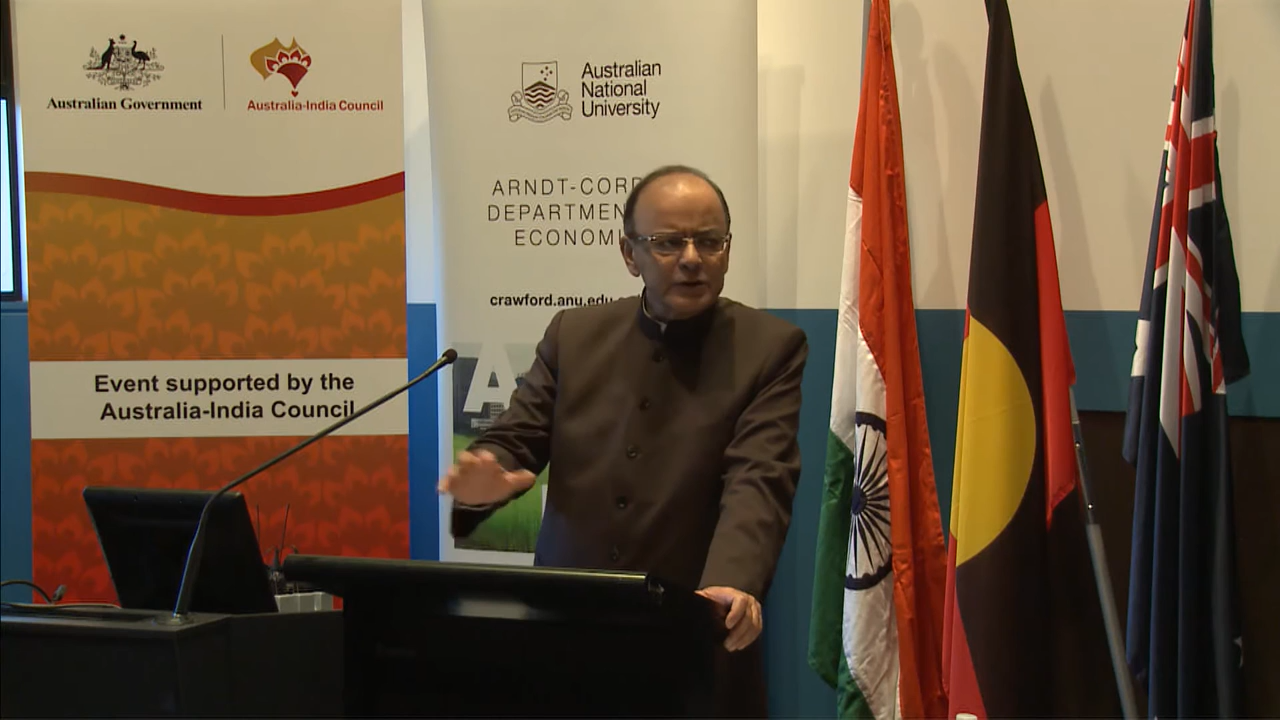 Australian Government
Australia-India Council
Event supported by the
Australia-India Council
Australian
National
University
ARNDT-CORD
DEPARTMEN
ECONOMI
crawford.anu.edu